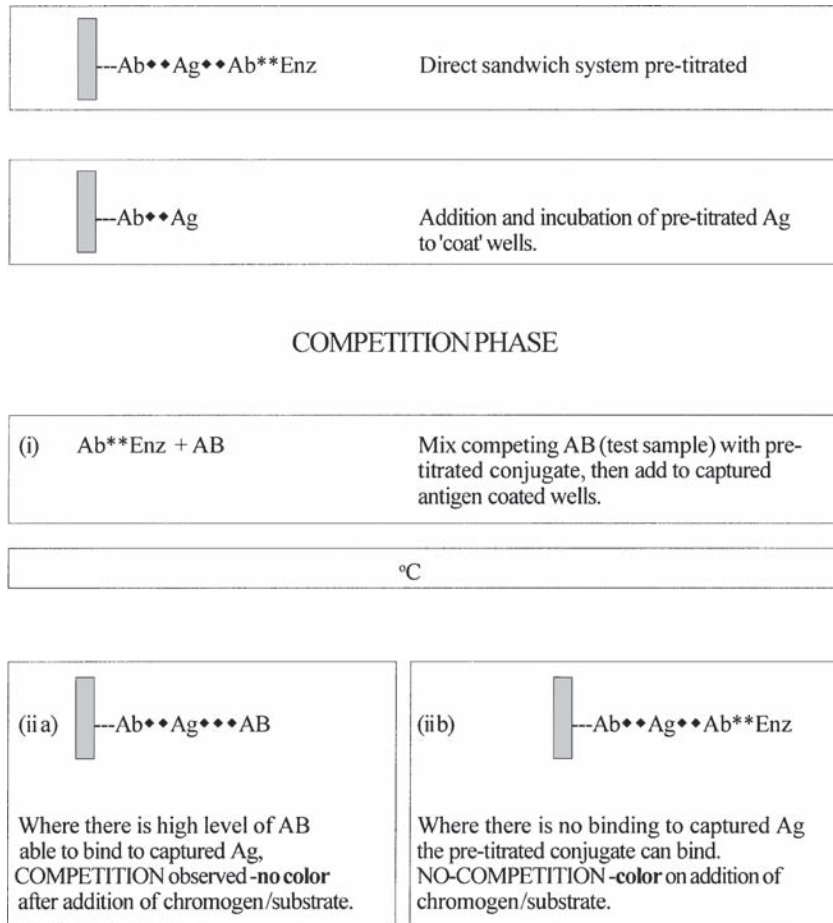 ---Ab◆◆Ag◆◆Ab**Enz
Direct sandwich system pre-titrated
---Ab◆◆Ag
Addition and incubation of pre-titrated Ag
to 'coat' wells.
COMPETITION PHASE
(i) Ab**Enz + AB
Mix competing AB (test sample) with pre-
titrated conjugate, then add to captured
antigen coated wells.
ºC
(iia) ---Ab◆◆Ag◆◆◆AB
Where there is high level of AB
able to bind to captured Ag,
COMPETITION observed -no color
after addition of chromogen/substrate.
(iib) ---Ab◆◆Ag◆◆Ab**Enz
Where there is no binding to captured Ag
the pre-titrated conjugate can bind.
NO-COMPETITION -color on addition of
chromogen/substrate.